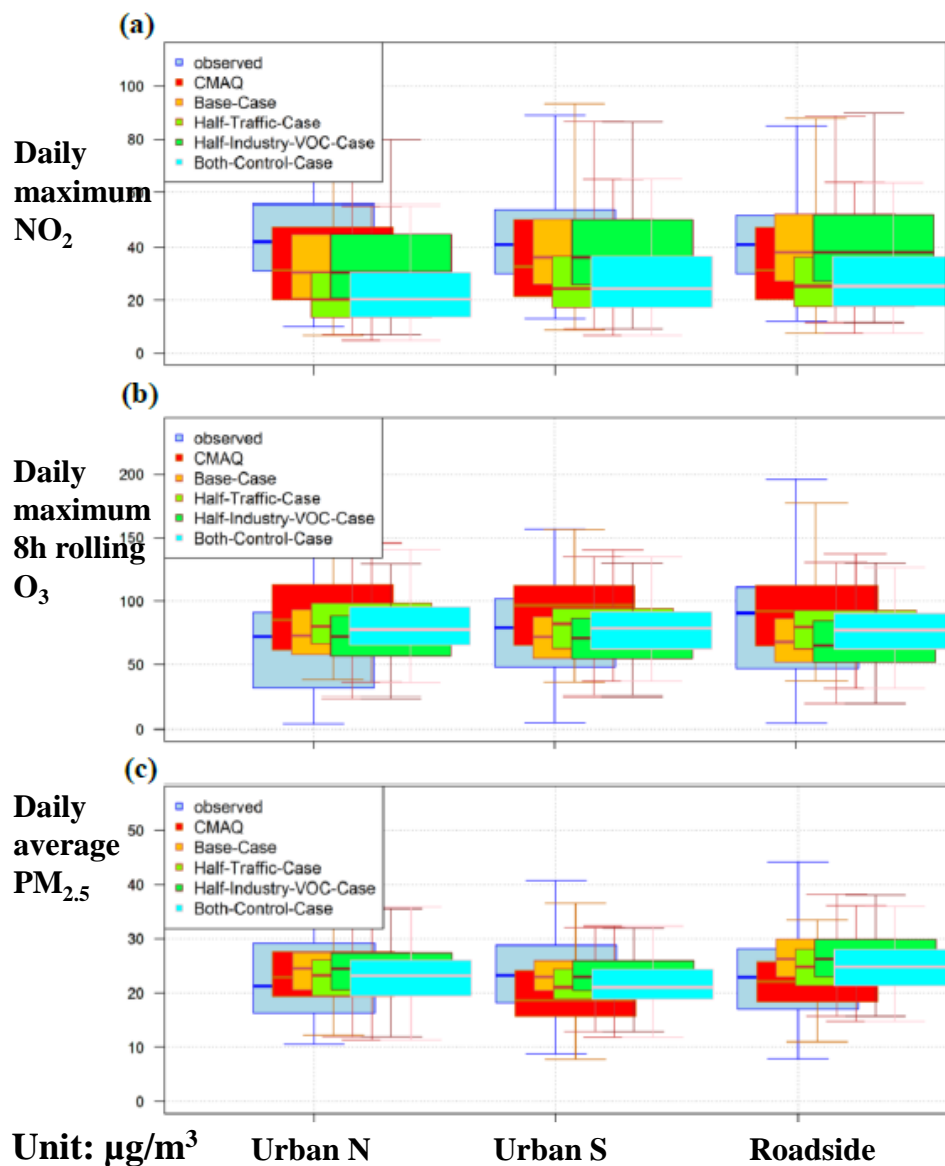 (a)
observed
CMAQ
Base-Case
Half-Traffic-Case
Half-Industry-VOC-Case
Both-Control-Case
100
80
60
40
20
0
Daily
maximum
NO2
(b)
observed
CMAQ
Base-Case
Half-Traffic-Case
Half-Industry-VOC-Case
Both-Control-Case
200
150
100
50
0
Daily
maximum
8h rolling
O3
(c)
observed
CMAQ
Base-Case
Half-Traffic-Case
Half-Industry-VOC-Case
Both-Control-Case
50
40
30
20
10
0
Daily
average
PM2.5
Unit: µg/m³ Urban N Urban S Roadside